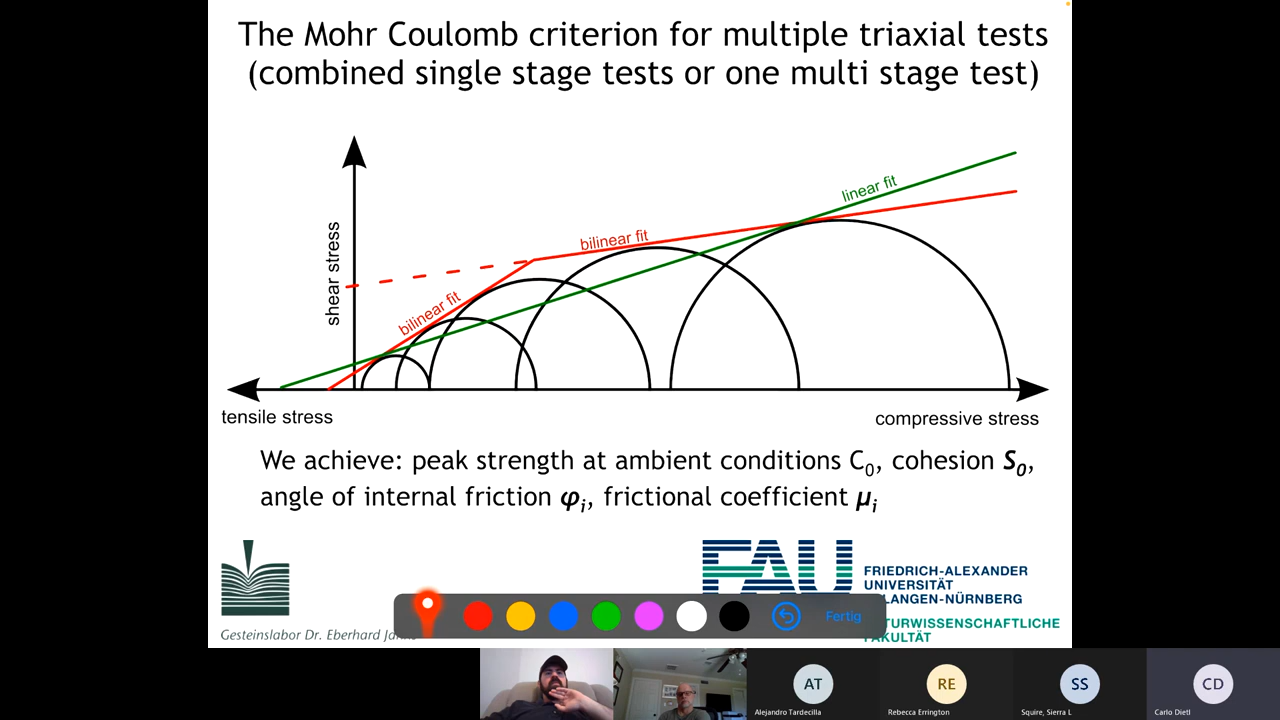 The Mohr Coulomb criterion for multiple triaxial tests
(combined single stage tests or one multi stage test)
shear stress
bilinear fit
bilinear fit
linear fit
tensile stress
compressive stress
We achieve: peak strength at ambient conditions C0, cohesion S0,
angle of internal friction φi, frictional coefficient μi
FAU
FRIEDRICH-ALEXANDER
UNIVERSITÄT
LANGEN-NÜRNBERG
TURWISSENSCHAFTLICHE
FAKULTÄT
Gesteinslabor Dr. Eberhard
Fertig
AT
Alejandro Tardecilla
RE
Rebecca Errington
SS
Squire, Sierra L
CD
Carlo Dietl